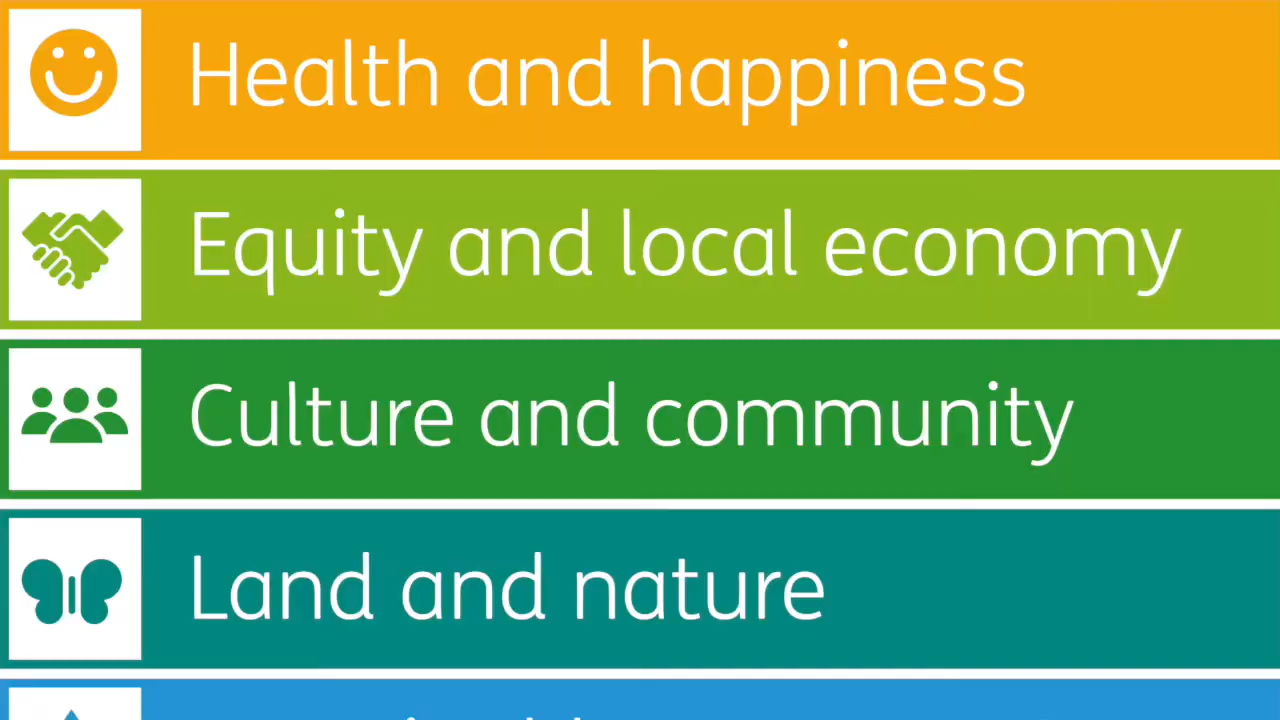 Health and happiness
Equity and local economy
Culture and community
Land and nature